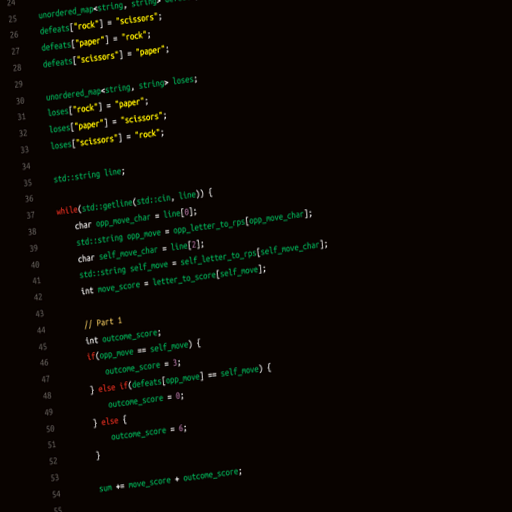 24
25 unordered_map<string, string>
26 defeats["rock"] = "scissors";
27 defeats["paper"] = "rock";
28 defeats["scissors"] = "paper";
29
30 unordered_map<string, string> loses;
31 loses["rock"] = "paper";
32 loses["paper"] = "scissors";
33 loses["scissors"] = "rock";
34
35 std::string line;
36
37 while(std::getline(std::cin, line)) {
38 char opp_move_char = line[0];
39 std::string opp_move = opp_letter_to_rps[opp_move_char];
40 char self_move_char = line[2];
41 std::string self_move = self_letter_to_rps[self_move_char];
42 int move_score = letter_to_score[self_move];
43
44 // Part 1
45 int outcome_score;
46 if(opp_move == self_move) {
47 outcome_score = 3;
48 } else if(defeats[opp_move] == self_move) {
49 outcome_score = 0;
50 } else {
51 outcome_score = 6;
52 }
53
54 sum += move_score + outcome_score;
55